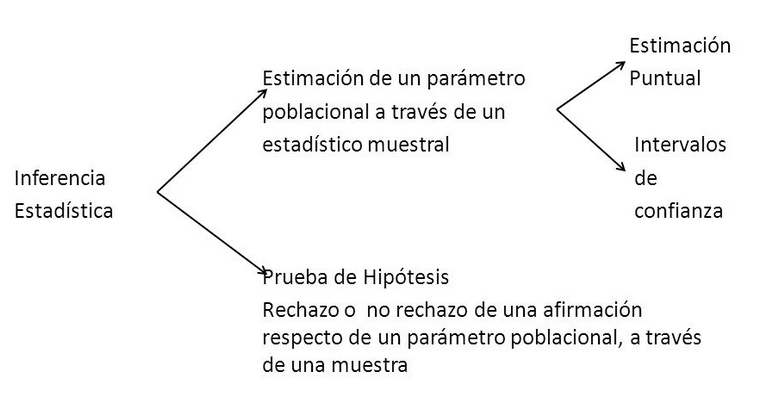 Inferencia
Estadística
Estimación de un parámetro
poblacional a través de un
estadístico muestral
Estimación
Puntual
Intervalos
de
confianza
Prueba de Hipótesis
Rechazo o  no rechazo de una afirmación
respecto de un parámetro poblacional, a través
de una muestra